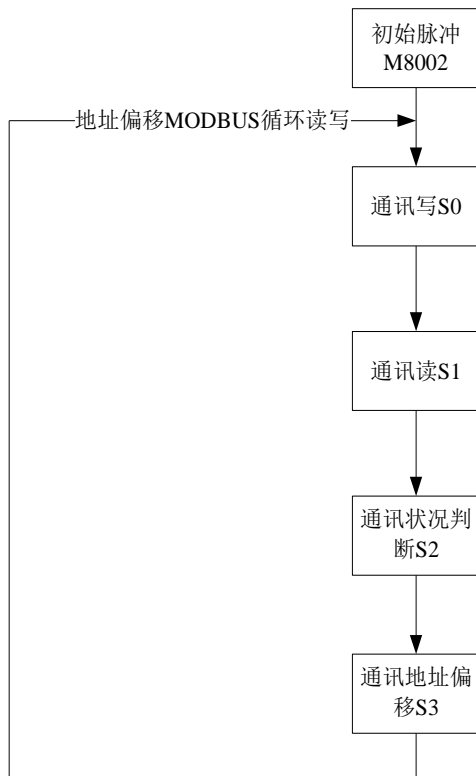 初始脉冲
M8002
地址偏移MODBUS循环读写
通讯写S0
通讯读S1
通讯状况判
断S2
通讯地址偏
移S3